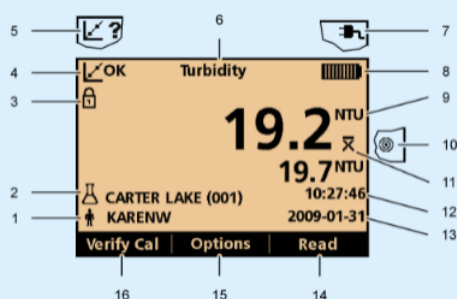 5
6
7
?
4
OK
Turbidity
8
3
9
19.2 NTU
10
11
19.7 NTU
2
CARTER LAKE (001)
10:27:46
12
1
KARENW
2009-01-31
13
Verify Cal | Options | Read
16
15
14